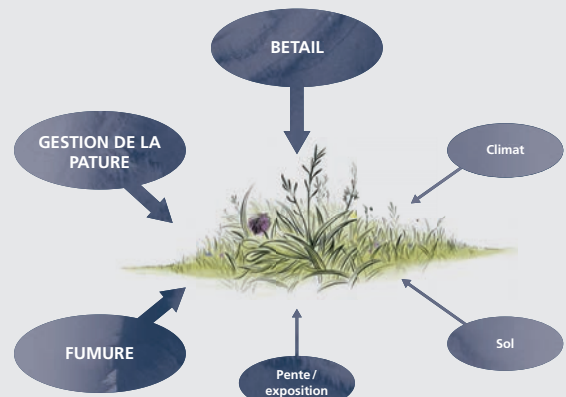 BETAIL
GESTION DE LA
PATURE
Climat
FUMURE
Sol
Pente /
exposition